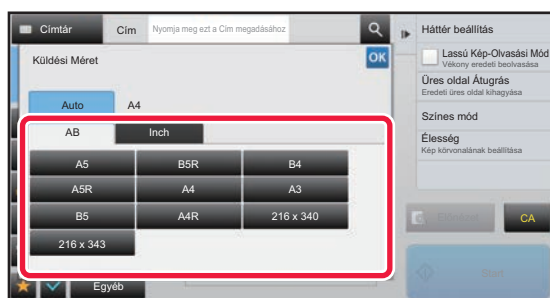 Címtár
Cím
Nyomja meg ezt a Cím megadásához
Küldési Méret
OK
Auto
A4
AB
Inch
A5
B5R
B4
A5R
A4
A3
B5
A4R
216 x 340
216 x 343
Egyéb
Háttér beállítás
Lassú Kép-Olvasási Mód
Vékony eredeti beolvasása
Üres oldal Átugrás
Eredeti üres oldal kihagyása
Színes mód
Élesség
Kép körvonalának beállítása
CA
Start